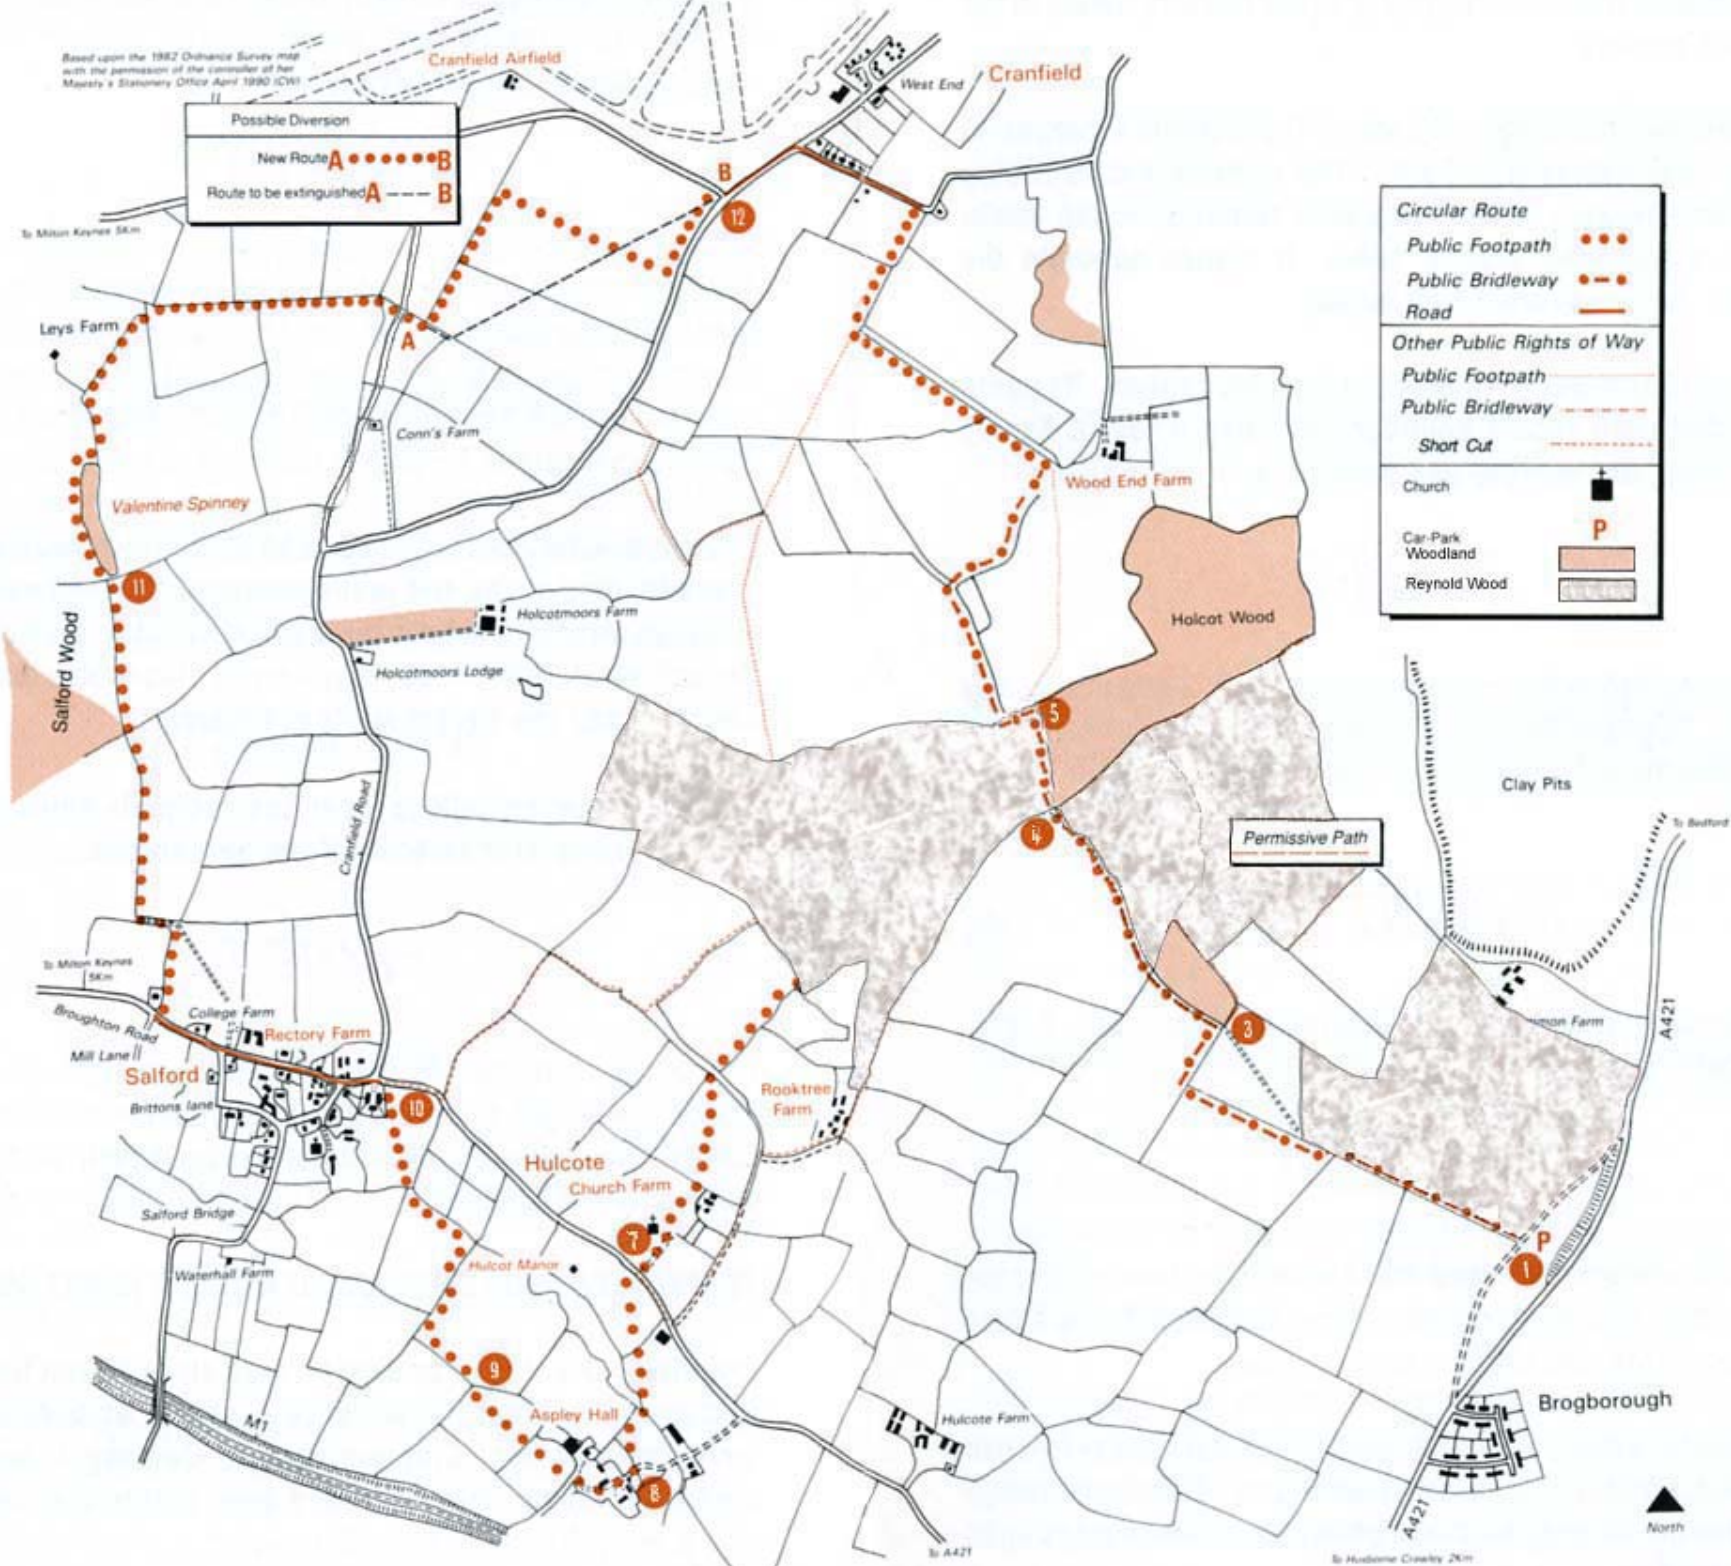 Based upon the 1982 Ordnance Survey map
with the permission of the controller of her
Majesty's Stationery Office April 1990 (CW)
Possible Diversion
New Route A B
Route to be extinguished A B
Cranfield Airfield
West End
Cranfield
B
12
To Milton Keynes 5Km
Leys Farm
A
Conn's Farm
Valentine Spinney
11
Salford Wood
Holcotmoors Farm
Holcotmoors Lodge
Wood End Farm
Holcot Wood
5
4
Cranfield Road
Circular Route
Public Footpath
Public Bridleway
Road
Other Public Rights of Way
Public Footpath
Public Bridleway
Short Cut
Church
P
Car-Park
Woodland
Reynold Wood
Clay Pits
To Bedford
Permissive Path
A421
mmon Farm
3
To Milton Keynes
5Km
Broughton Road
College Farm
Rectory Farm
Mill Lane
Salford
Brittons lane
10
Rooktree
Farm
Hulcote
Church Farm
7
Salford Bridge
Hulcot Manor
Waterhall Farm
P
1
9
Aspley Hall
M1
8
Hulcote Farm
Brogborough
A421
North
To A421
To Husborne Crawley 2Km